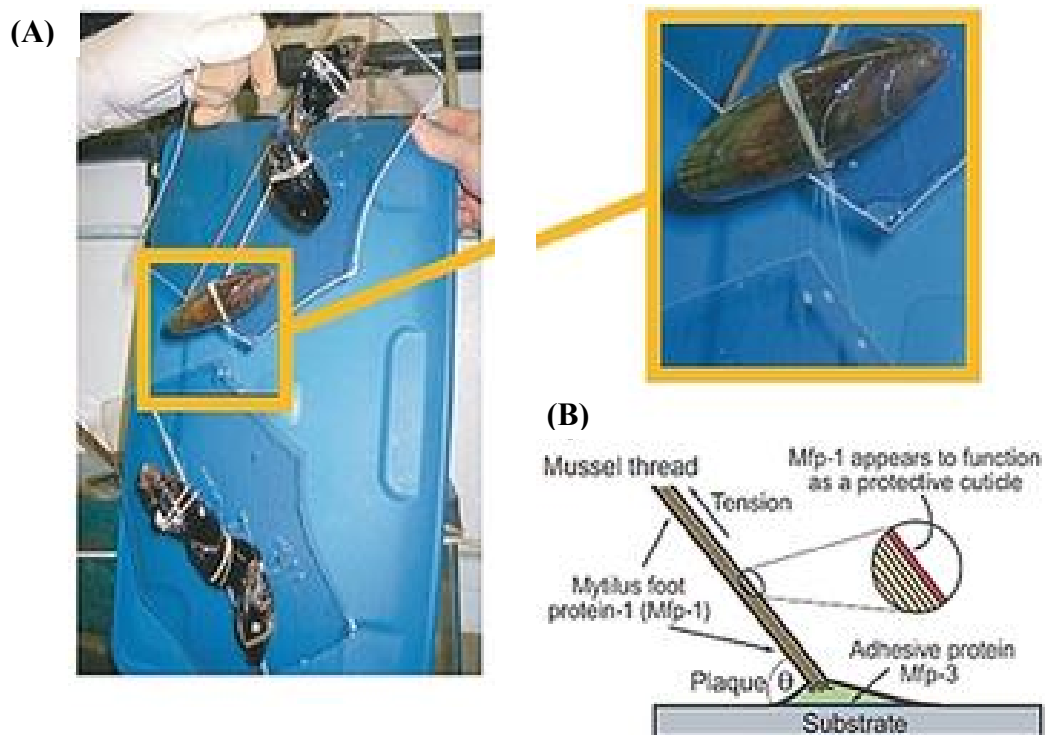 (A)
(B)
Mussel thread
Mfp-1 appears to function
as a protective cuticle
Tension
Mytilus foot
protein-1 (Mfp-1)
Adhesive protein
Mfp-3
Plaque
θ
Substrate